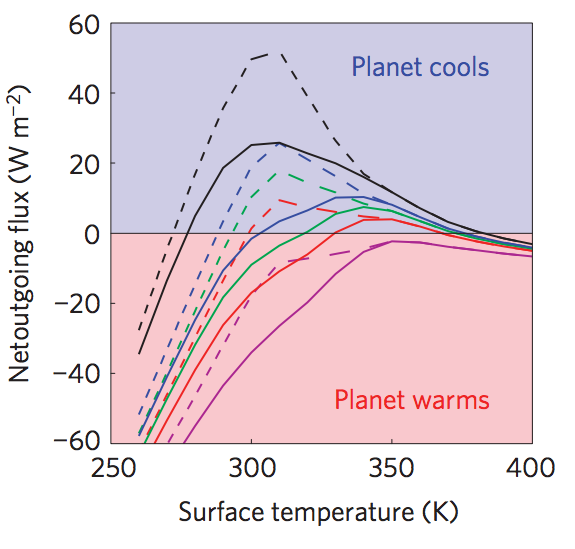 60
40
20
0
−20
−40
−60
Netoutgoing flux (W m−2)
Planet cools
Planet warms
250
300
350
400
Surface temperature (K)